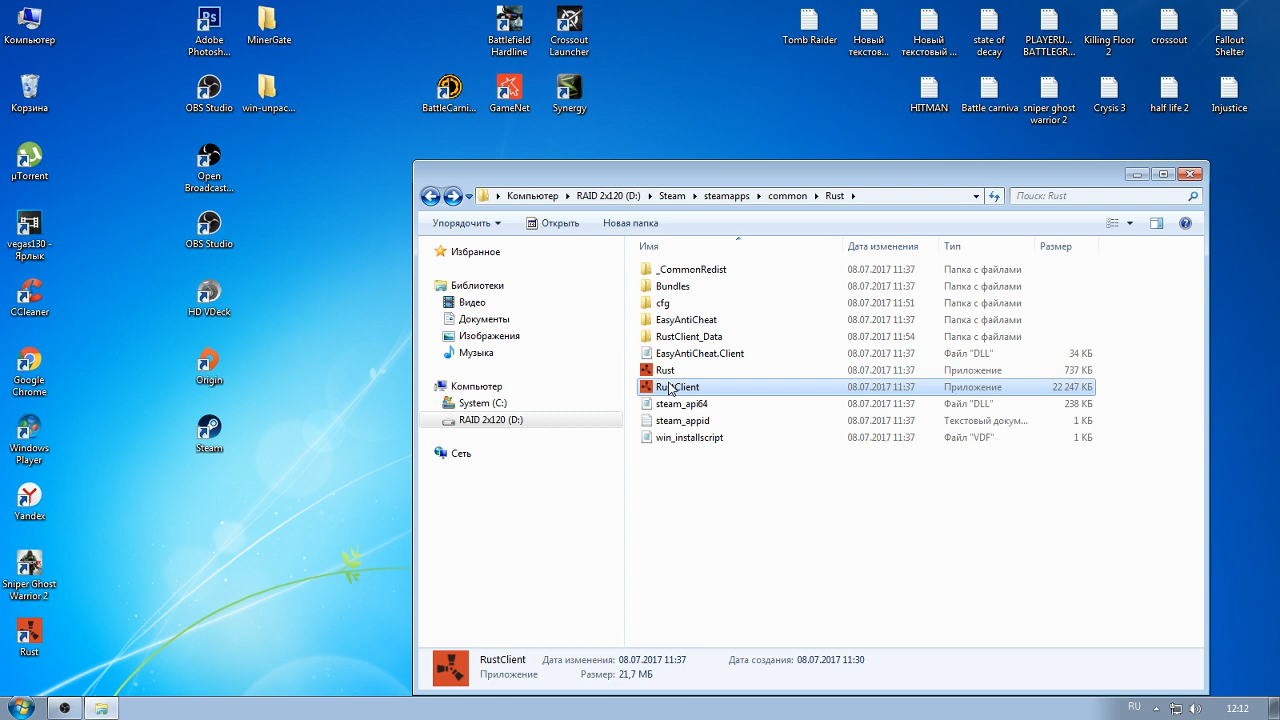 Компьютер
Корзина
µTorrent
vegas130 -
Ярлык
CCleaner
Google
Chrome
Windows
Player
Yandex
Sniper Ghost
Warrior 2
Rust
Adobe
Photosh...
OBS Studio
Open
Broadcast...
OBS Studio
HD VDeck
Origin
Steam
MinerGate
win-unpac...
Battlefield
Hardline
Crossout
Launcher
BattleCarni...
GameNet
Synergy
Tomb Raider
Новый
текстов...
Новый
текстовый ...
state of
decay
PLAYERU...
BATTLEGR...
Killing Floor
2
crossout
Fallout
Shelter
HITMAN
Battle carniva
sniper ghost
warrior 2
Crysis 3
half life 2
Injustice
Компьютер RAID 2x120 (D:) Steam steamapps common Rust
Поиск: Rust
Упорядочить Открыть Новая папка
Избранное
Библиотеки
Видео
Документы
Изображения
Музыка
Компьютер
System (C:)
RAID 2x120 (D:)
Сеть
Имя Дата изменения Тип Размер
_CommonRedist 08.07.2017 11:37 Папка с файлами
Bundles 08.07.2017 11:37 Папка с файлами
cfg 08.07.2017 11:51 Папка с файлами
EasyAntiCheat 08.07.2017 11:37 Папка с файлами
RustClient_Data 08.07.2017 11:54 Папка с файлами
EasyAntiCheat.Client 08.07.2017 11:37 Файл "DLL" 34 КБ
Rust 08.07.2017 11:37 Приложение 737 КБ
RustClient 08.07.2017 11:37 Приложение 22 247 КБ
steam_api64 08.07.2017 11:37 Файл "DLL" 238 КБ
steam_appid 08.07.2017 11:37 Текстовый докум... 1 КБ
win_installscript 08.07.2017 11:37 Файл "VDF" 1 КБ
RustClient Дата изменения: 08.07.2017 11:37 Дата создания: 08.07.2017 11:30
Приложение Размер: 21,7 МБ
RU
12:12